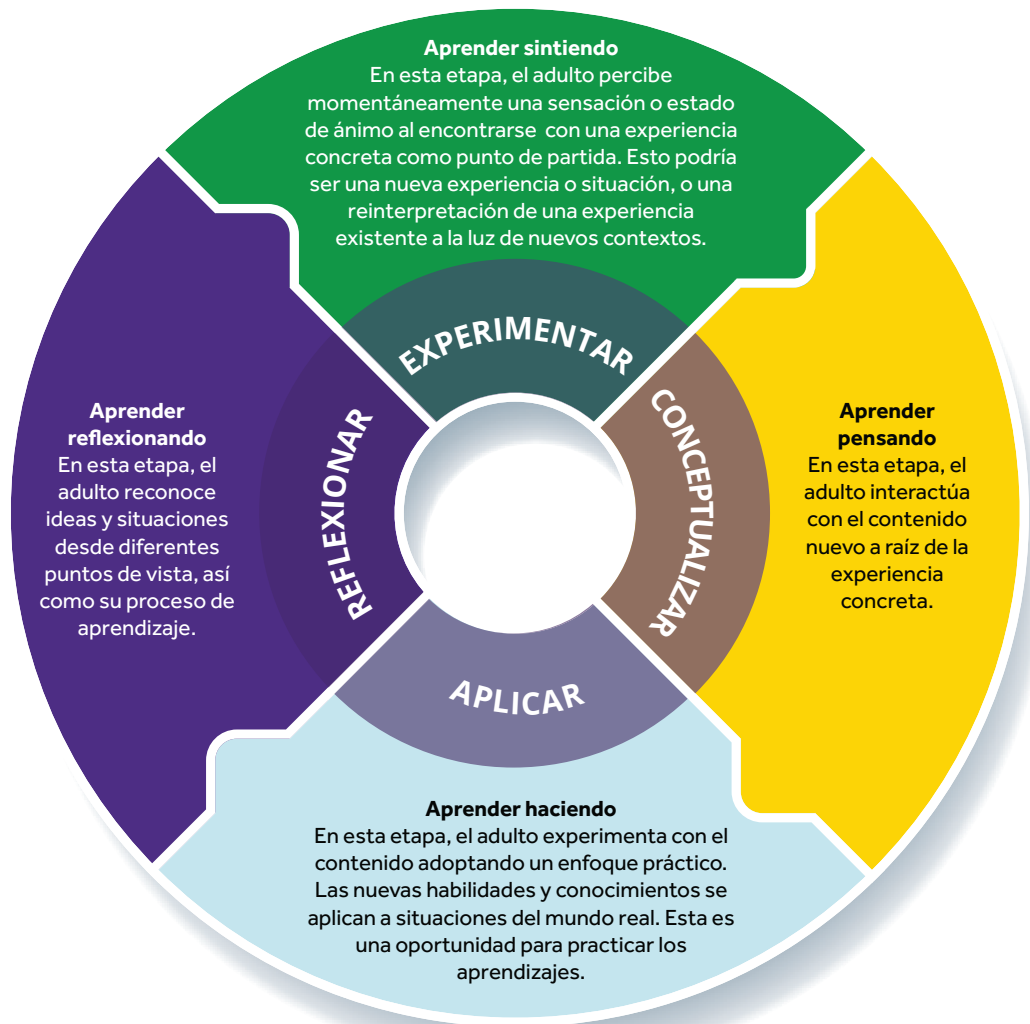 Aprender sintiendo
En esta etapa, el adulto percibe
momentáneamente una sensación o estado
de ánimo al encontrarse con una experiencia
concreta como punto de partida. Esto podría
ser una nueva experiencia o situación, o una
reinterpretación de una experiencia
existente a la luz de nuevos contextos.
EXPERIMENTAR
CONCEPTUALIZAR
Aprender
pensando
En esta etapa, el
adulto interactúa
con el contenido
nuevo a raíz de la
experiencia
concreta.
APLICAR
Aprender haciendo
En esta etapa, el adulto experimenta con el
contenido adoptando un enfoque práctico.
Las nuevas habilidades y conocimientos se
aplican a situaciones del mundo real. Esta es
una oportunidad para practicar los
aprendizajes.
REFLEXIONAR
Aprender
reflexionando
En esta etapa, el
adulto reconoce
ideas y situaciones
desde diferentes
puntos de vista, así
como su proceso de
aprendizaje.